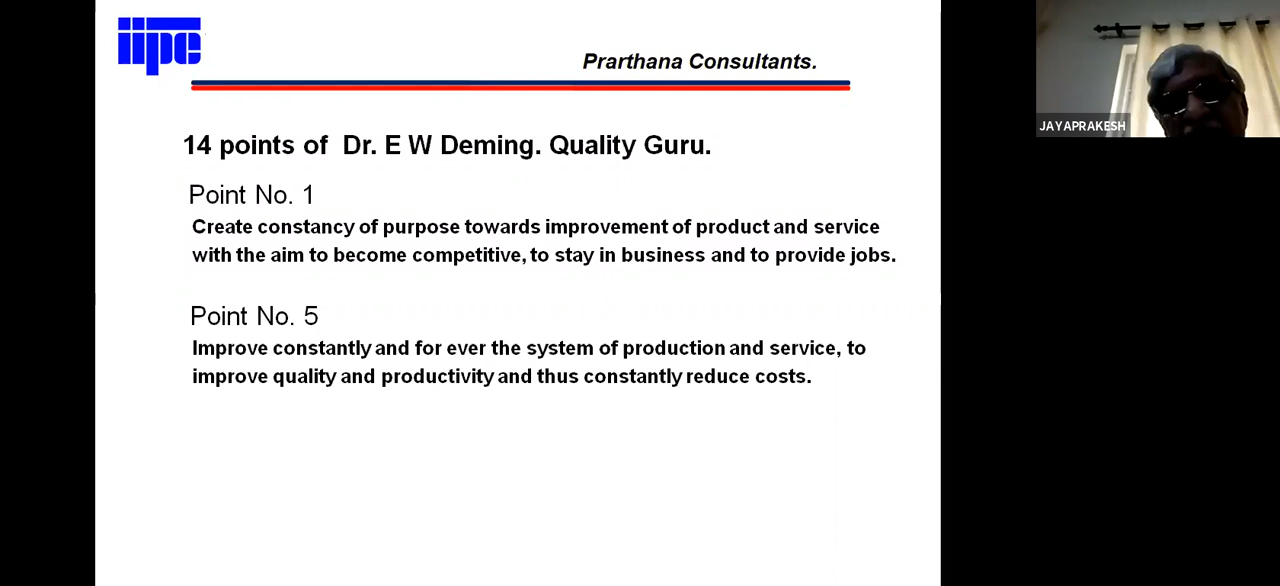 iipe
Prarthana Consultants.
14 points of Dr. E W Deming. Quality Guru.
Point No. 1
Create constancy of purpose towards improvement of product and service
with the aim to become competitive, to stay in business and to provide jobs.
Point No. 5
Improve constantly and for ever the system of production and service, to
improve quality and productivity and thus constantly reduce costs.
JAYAPRAKESH